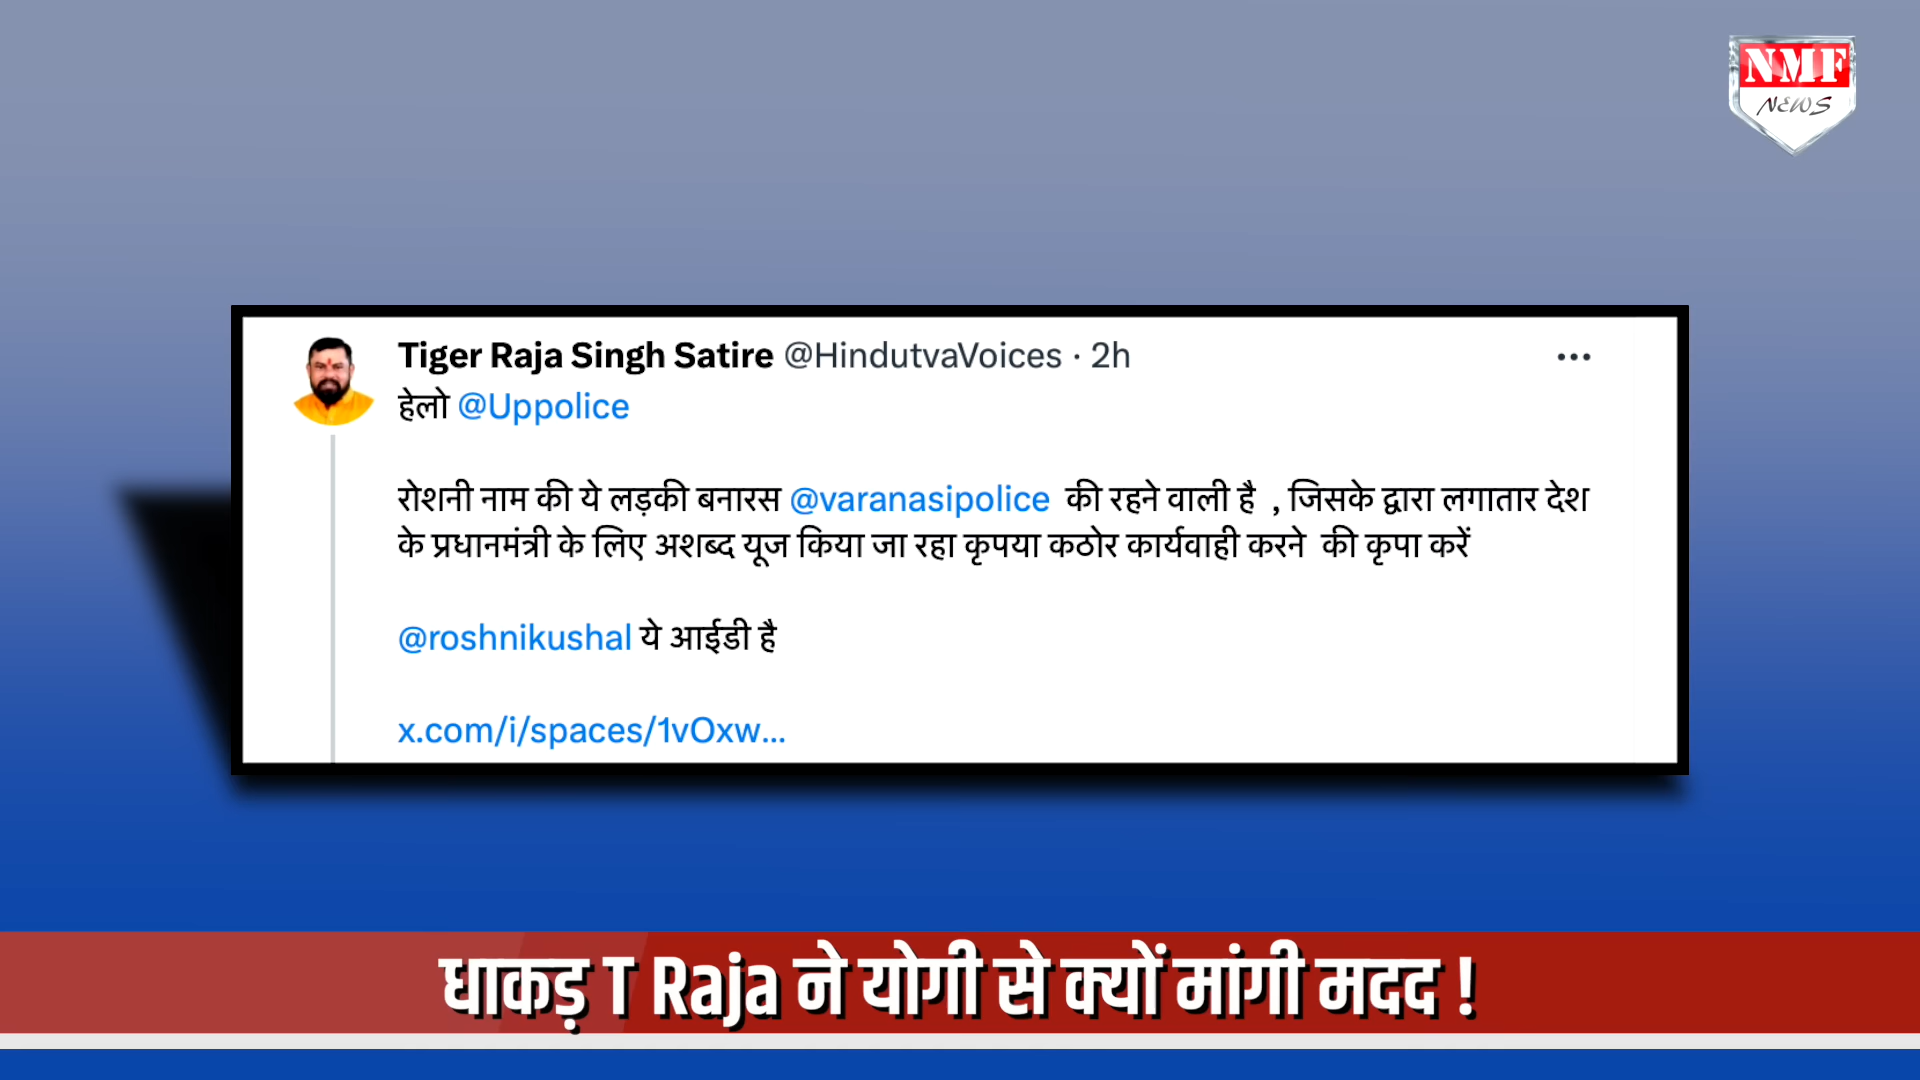 NMF
NEWS
Tiger Raja Singh Satire @HindutvaVoices · 2h
हेलो @Uppolice
रोशनी नाम की ये लड़की बनारस @varanasipolice की रहने वाली है , जिसके द्वारा लगातार देश
के प्रधानमंत्री के लिए अशब्द यूज किया जा रहा कृपया कठोर कार्यवाही करने की कृपा करें
@roshnikushal ये आईडी है
x.com/i/spaces/1vOxw...
धाकड़ T Raja ने योगी से क्यों मांगी मदद !